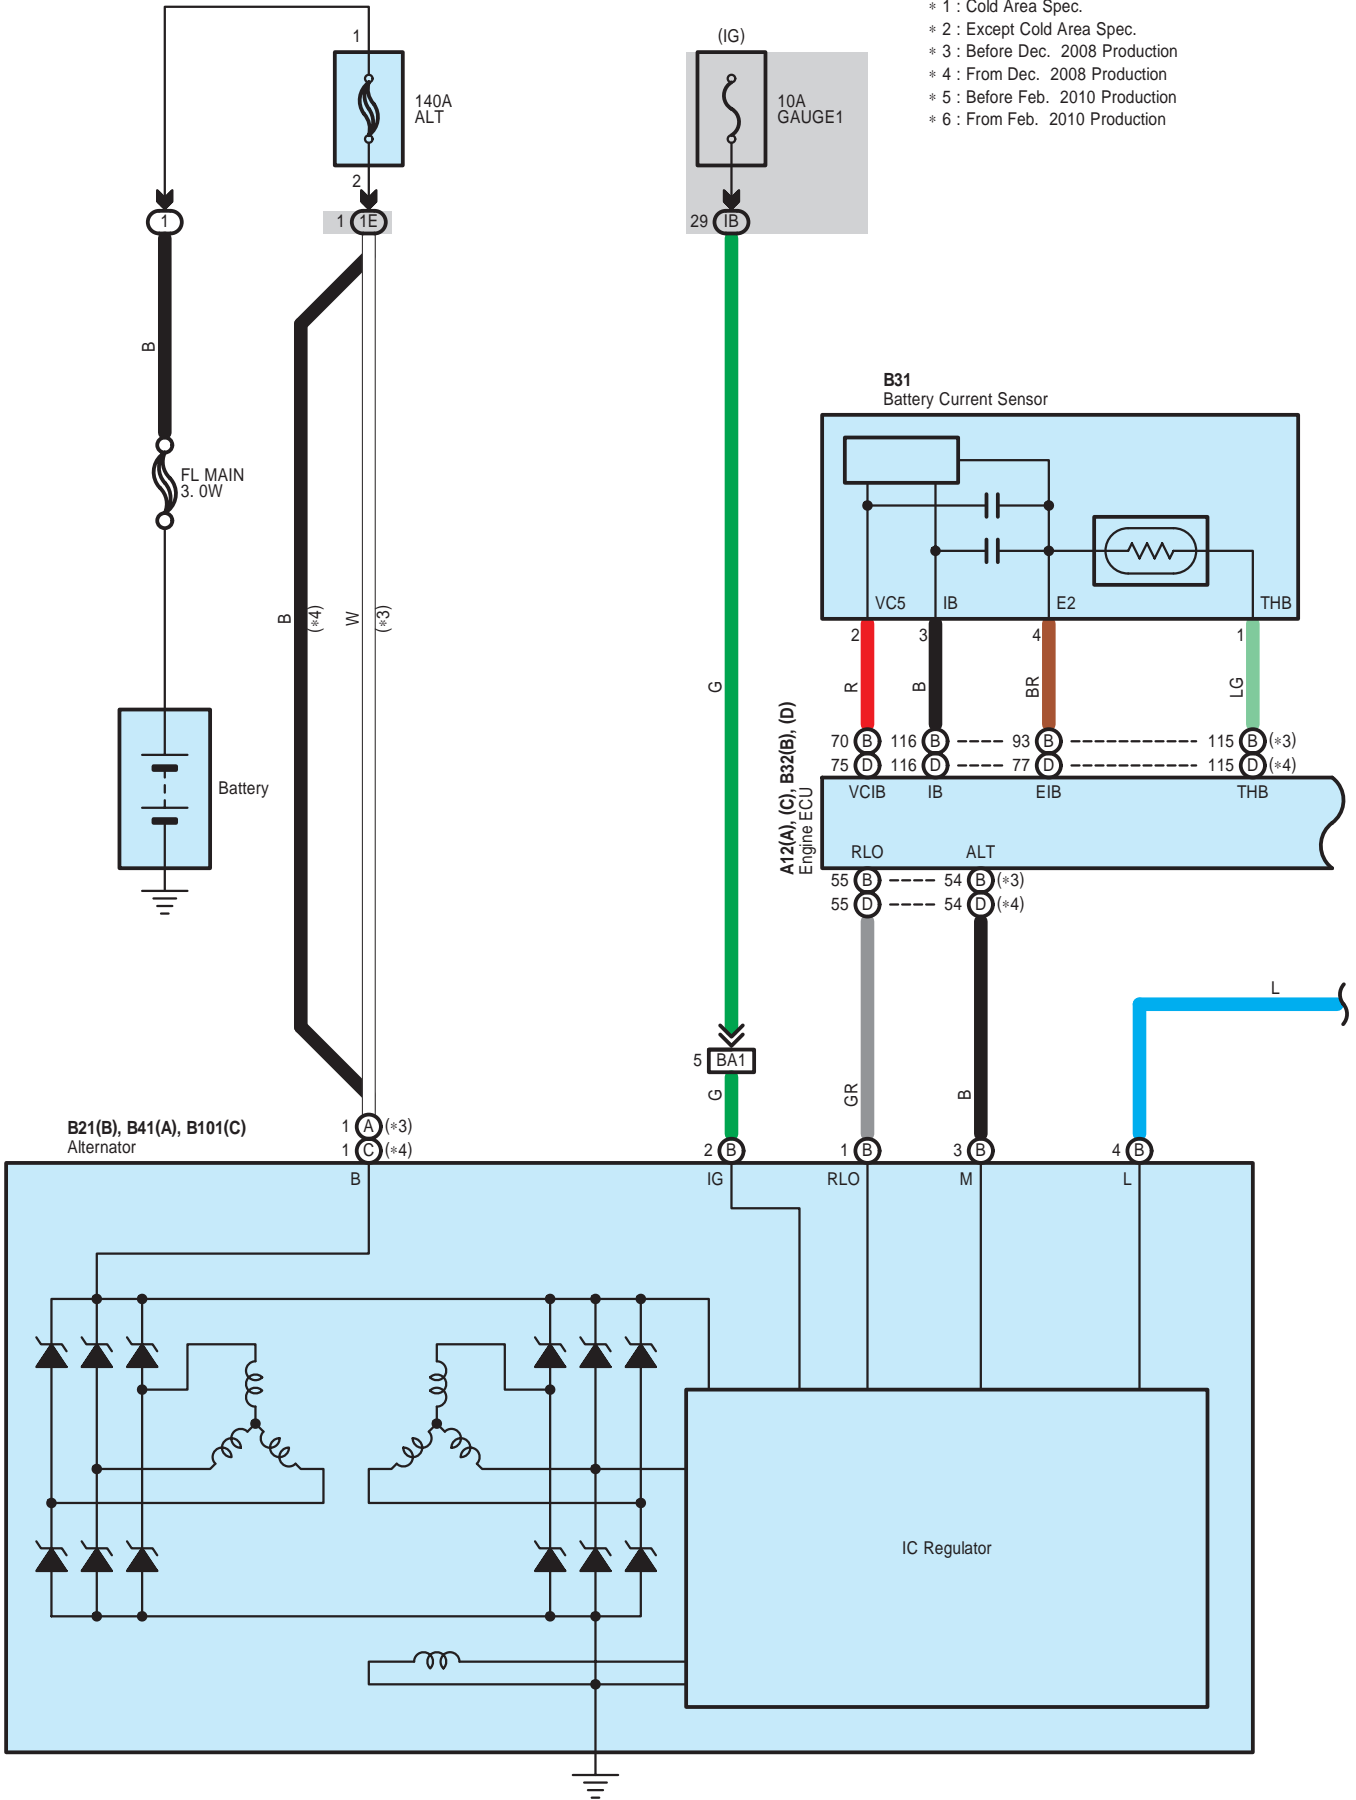 * 1 : Cold Area Spec.
* 2 : Except Cold Area Spec.
* 3 : Before Dec. 2008 Production
* 4 : From Dec. 2008 Production
* 5 : Before Feb. 2010 Production
* 6 : From Feb. 2010 Production
1
140A
ALT
2
1
1 1E
(IG)
10A
GAUGE1
29 IB
B
FL MAIN
3. 0W
B
(*4)
W
(*3)
G
Battery
B31
Battery Current Sensor
VC5 IB E2 THB
2 3 4 1
R B BR LG
70 B 116 B 93 B 115 B (*3)
75 D 116 D 77 D 115 D (*4)
A12(A), (C), B32(B), (D)
Engine ECU
VCIB IB EIB THB
RLO ALT
55 B 54 B (*3)
55 D 54 D (*4)
L
5 BA1
G GR B
B21(B), B41(A), B101(C)
Alternator
1 A (*3)
1 C (*4)
2 B 1 B 3 B 4 B
B IG RLO M L
IC Regulator